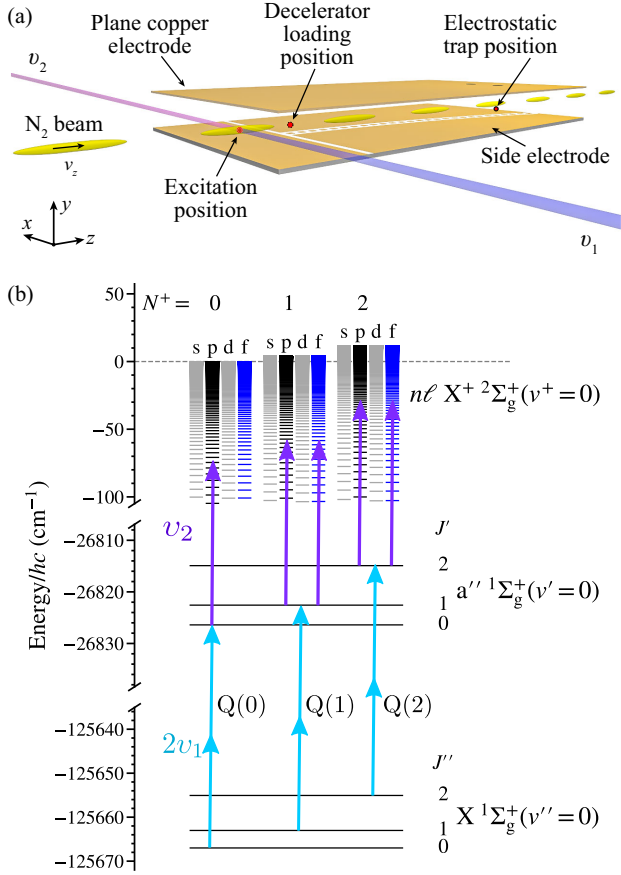 (a)
Plane copper
electrode
Decelerator
loading
position
Electrostatic
trap position
υ₂
N₂ beam
v_z
Excitation
position
Side electrode
υ₁
x
y
z
(b)
N⁺ = 0 1 2
s p d f s p d f s p d f
50
0
−50
−100
nℓ X⁺ ²Σg⁺(v⁺ = 0)
υ₂
Energy/hc (cm⁻¹)
−26810
−26820
−26830
J′
2
1
0
a″ ¹Σg⁺(v′ = 0)
Q(0) Q(1) Q(2)
2υ₁
−125640
−125650
−125660
−125670
J″
2
1
0
X ¹Σg⁺(v″ = 0)